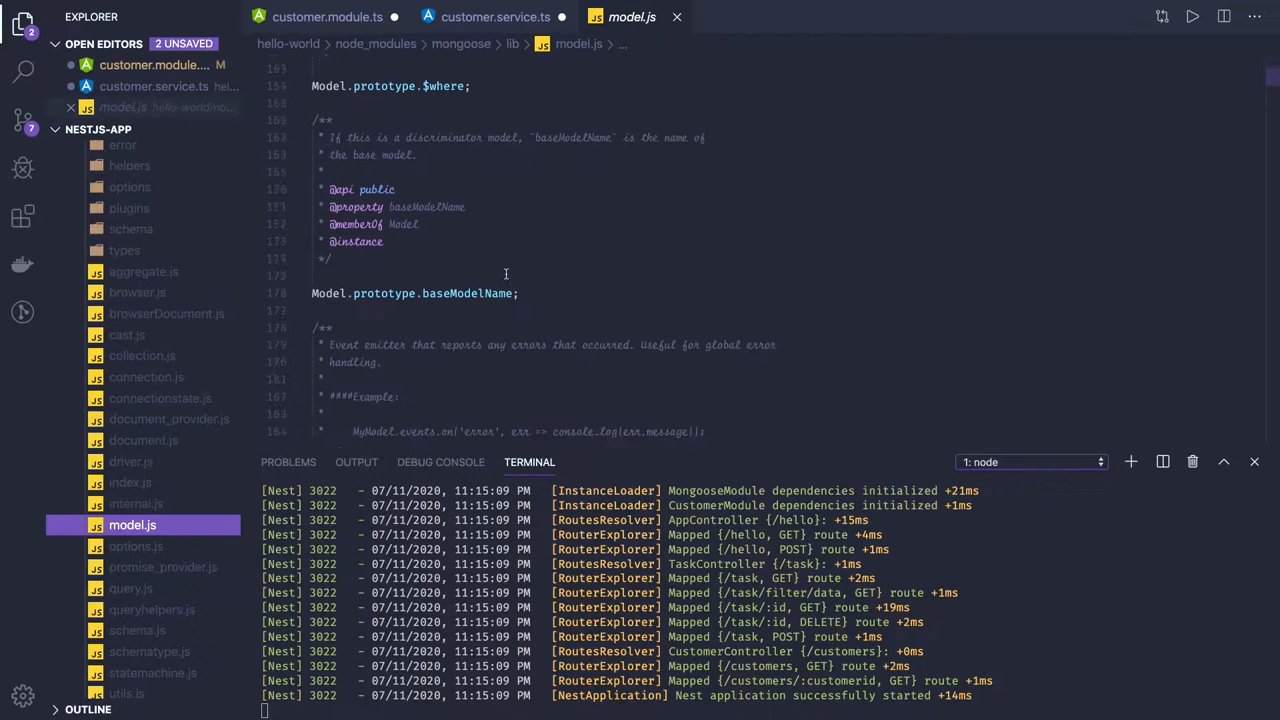 EXPLORER
customer.module.ts
customer.service.ts
model.js
2
OPEN EDITORS 2 UNSAVED
hello-world > node_modules > mongoose > lib > model.js > ...
customer.module.... M
customer.service.ts hel...
model.js hello-world/no...
7
NESTJS-APP
error
helpers
options
plugins
schema
types
aggregate.js
browser.js
browserDocument.js
cast.js
collection.js
connection.js
connectionstate.js
document_provider.js
document.js
driver.js
index.js
internal.js
model.js
options.js
promise_provider.js
query.js
queryhelpers.js
schema.js
schematype.js
statemachine.js
utils.js
OUTLINE
Model.prototype.$where;
/**
* If this is a discriminator model, `baseModelName` is the name of
* the base model.
*
* @api public
* @property baseModelName
* @memberOf Model
* @instance
*/
Model.prototype.baseModelName;
/**
* Event emitter that reports any errors that occurred. Useful for global error
* handling.
*
* ####Example:
*
* MyModel.events.on('error', err => console.log(err.message));
PROBLEMS OUTPUT DEBUG CONSOLE TERMINAL 1: node
[Nest] 3022 - 07/11/2020, 11:15:09 PM [InstanceLoader] MongooseModule dependencies initialized +21ms
[Nest] 3022 - 07/11/2020, 11:15:09 PM [InstanceLoader] CustomerModule dependencies initialized +1ms
[Nest] 3022 - 07/11/2020, 11:15:09 PM [RoutesResolver] AppController {/hello}: +15ms
[Nest] 3022 - 07/11/2020, 11:15:09 PM [RouterExplorer] Mapped {/hello, GET} route +4ms
[Nest] 3022 - 07/11/2020, 11:15:09 PM [RouterExplorer] Mapped {/hello, POST} route +1ms
[Nest] 3022 - 07/11/2020, 11:15:09 PM [RoutesResolver] TaskController {/task}: +1ms
[Nest] 3022 - 07/11/2020, 11:15:09 PM [RouterExplorer] Mapped {/task, GET} route +2ms
[Nest] 3022 - 07/11/2020, 11:15:09 PM [RouterExplorer] Mapped {/task/filter/data, GET} route +1ms
[Nest] 3022 - 07/11/2020, 11:15:09 PM [RouterExplorer] Mapped {/task/:id, GET} route +19ms
[Nest] 3022 - 07/11/2020, 11:15:09 PM [RouterExplorer] Mapped {/task/:id, DELETE} route +2ms
[Nest] 3022 - 07/11/2020, 11:15:09 PM [RouterExplorer] Mapped {/task, POST} route +1ms
[Nest] 3022 - 07/11/2020, 11:15:09 PM [RoutesResolver] CustomerController {/customers}: +0ms
[Nest] 3022 - 07/11/2020, 11:15:09 PM [RouterExplorer] Mapped {/customers, GET} route +2ms
[Nest] 3022 - 07/11/2020, 11:15:09 PM [RouterExplorer] Mapped {/customers/:customerid, GET} route +1ms
[Nest] 3022 - 07/11/2020, 11:15:09 PM [NestApplication] Nest application successfully started +14ms